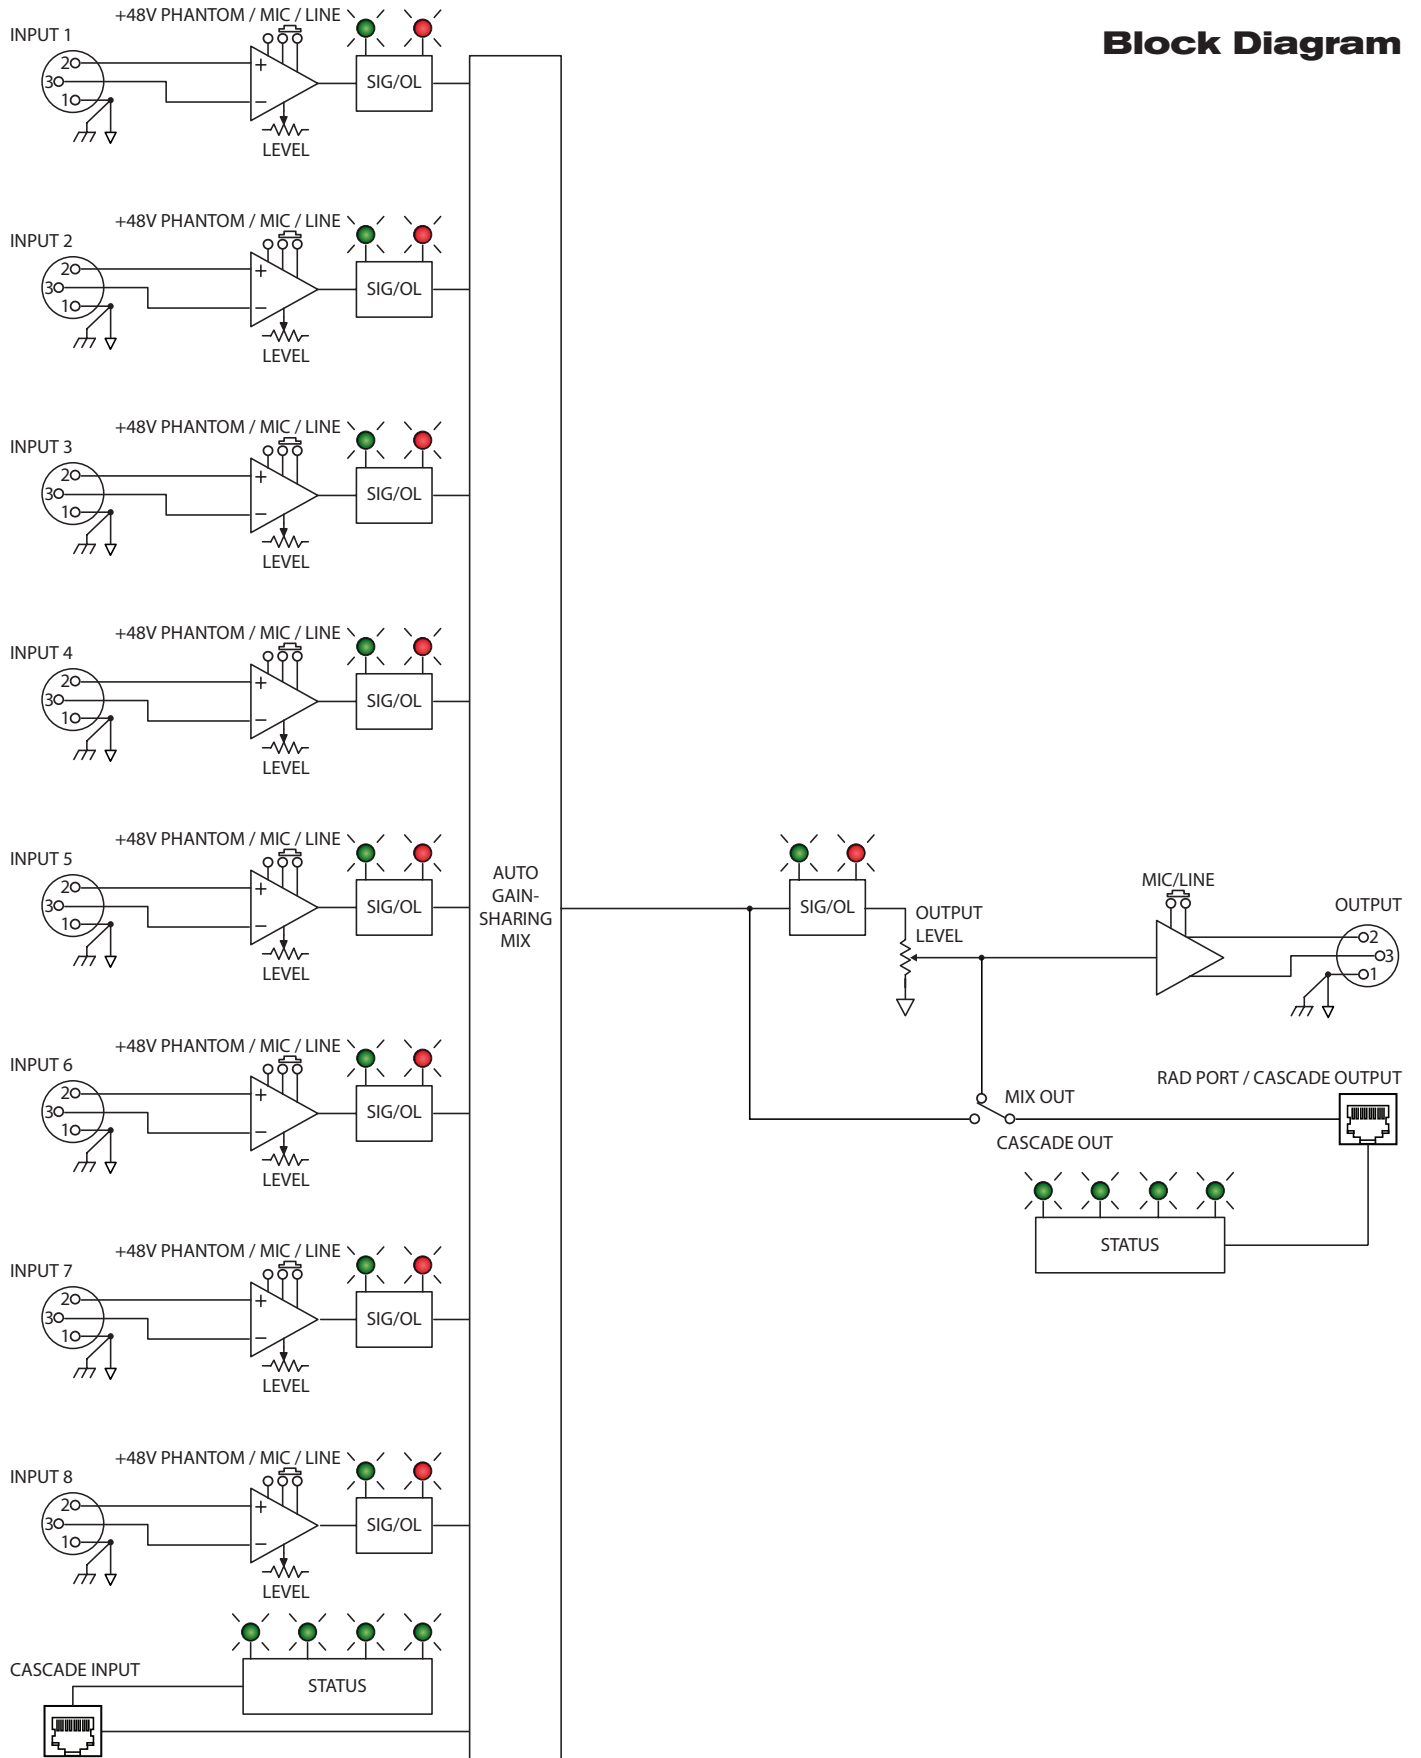 Block Diagram
INPUT 1
+48V PHANTOM / MIC / LINE
2
3
1
+
−
LEVEL
SIG/OL
INPUT 2
+48V PHANTOM / MIC / LINE
2
3
1
+
−
LEVEL
SIG/OL
INPUT 3
+48V PHANTOM / MIC / LINE
2
3
1
+
−
LEVEL
SIG/OL
INPUT 4
+48V PHANTOM / MIC / LINE
2
3
1
+
−
LEVEL
SIG/OL
INPUT 5
+48V PHANTOM / MIC / LINE
2
3
1
+
−
LEVEL
SIG/OL
INPUT 6
+48V PHANTOM / MIC / LINE
2
3
1
+
−
LEVEL
SIG/OL
INPUT 7
+48V PHANTOM / MIC / LINE
2
3
1
+
−
LEVEL
SIG/OL
INPUT 8
+48V PHANTOM / MIC / LINE
2
3
1
+
−
LEVEL
SIG/OL
CASCADE INPUT
STATUS
AUTO
GAIN-
SHARING
MIX
SIG/OL
OUTPUT
LEVEL
MIC/LINE
OUTPUT
2
3
1
MIX OUT
CASCADE OUT
RAD PORT / CASCADE OUTPUT
STATUS